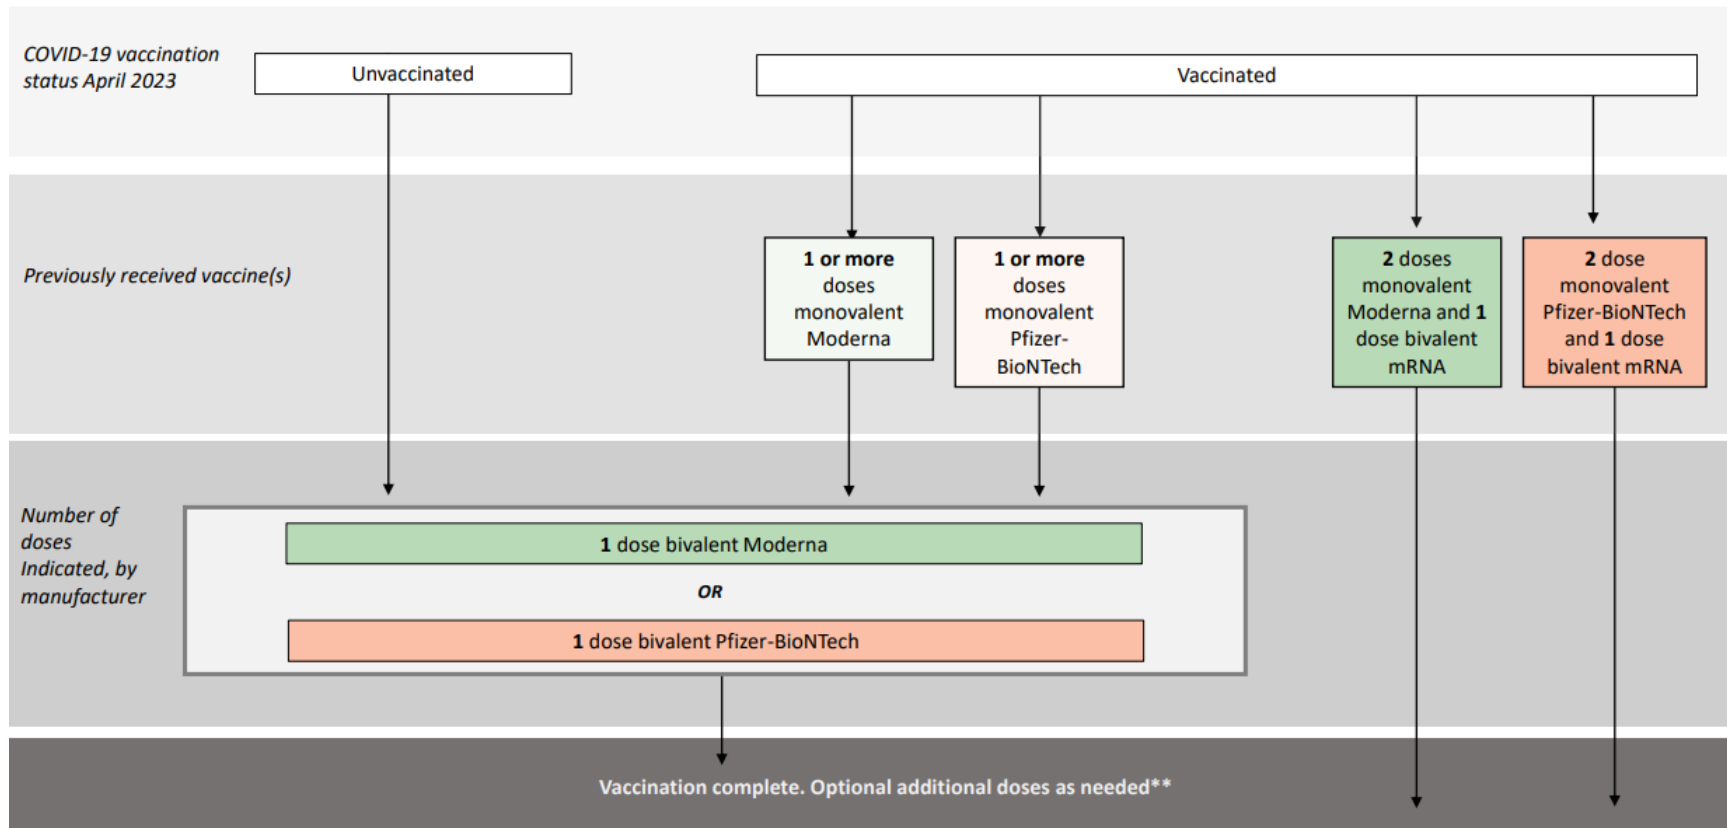 COVID-19 vaccination
status April 2023
Unvaccinated
Vaccinated
Previously received vaccine(s)
1 or more
doses
monovalent
Moderna
1 or more
doses
monovalent
Pfizer-
BioNTech
2 doses
monovalent
Moderna and 1
dose bivalent
mRNA
2 dose
monovalent
Pfizer-BioNTech
and 1 dose
bivalent mRNA
Number of
doses
Indicated, by
manufacturer
1 dose bivalent Moderna
OR
1 dose bivalent Pfizer-BioNTech
Vaccination complete. Optional additional doses as needed**